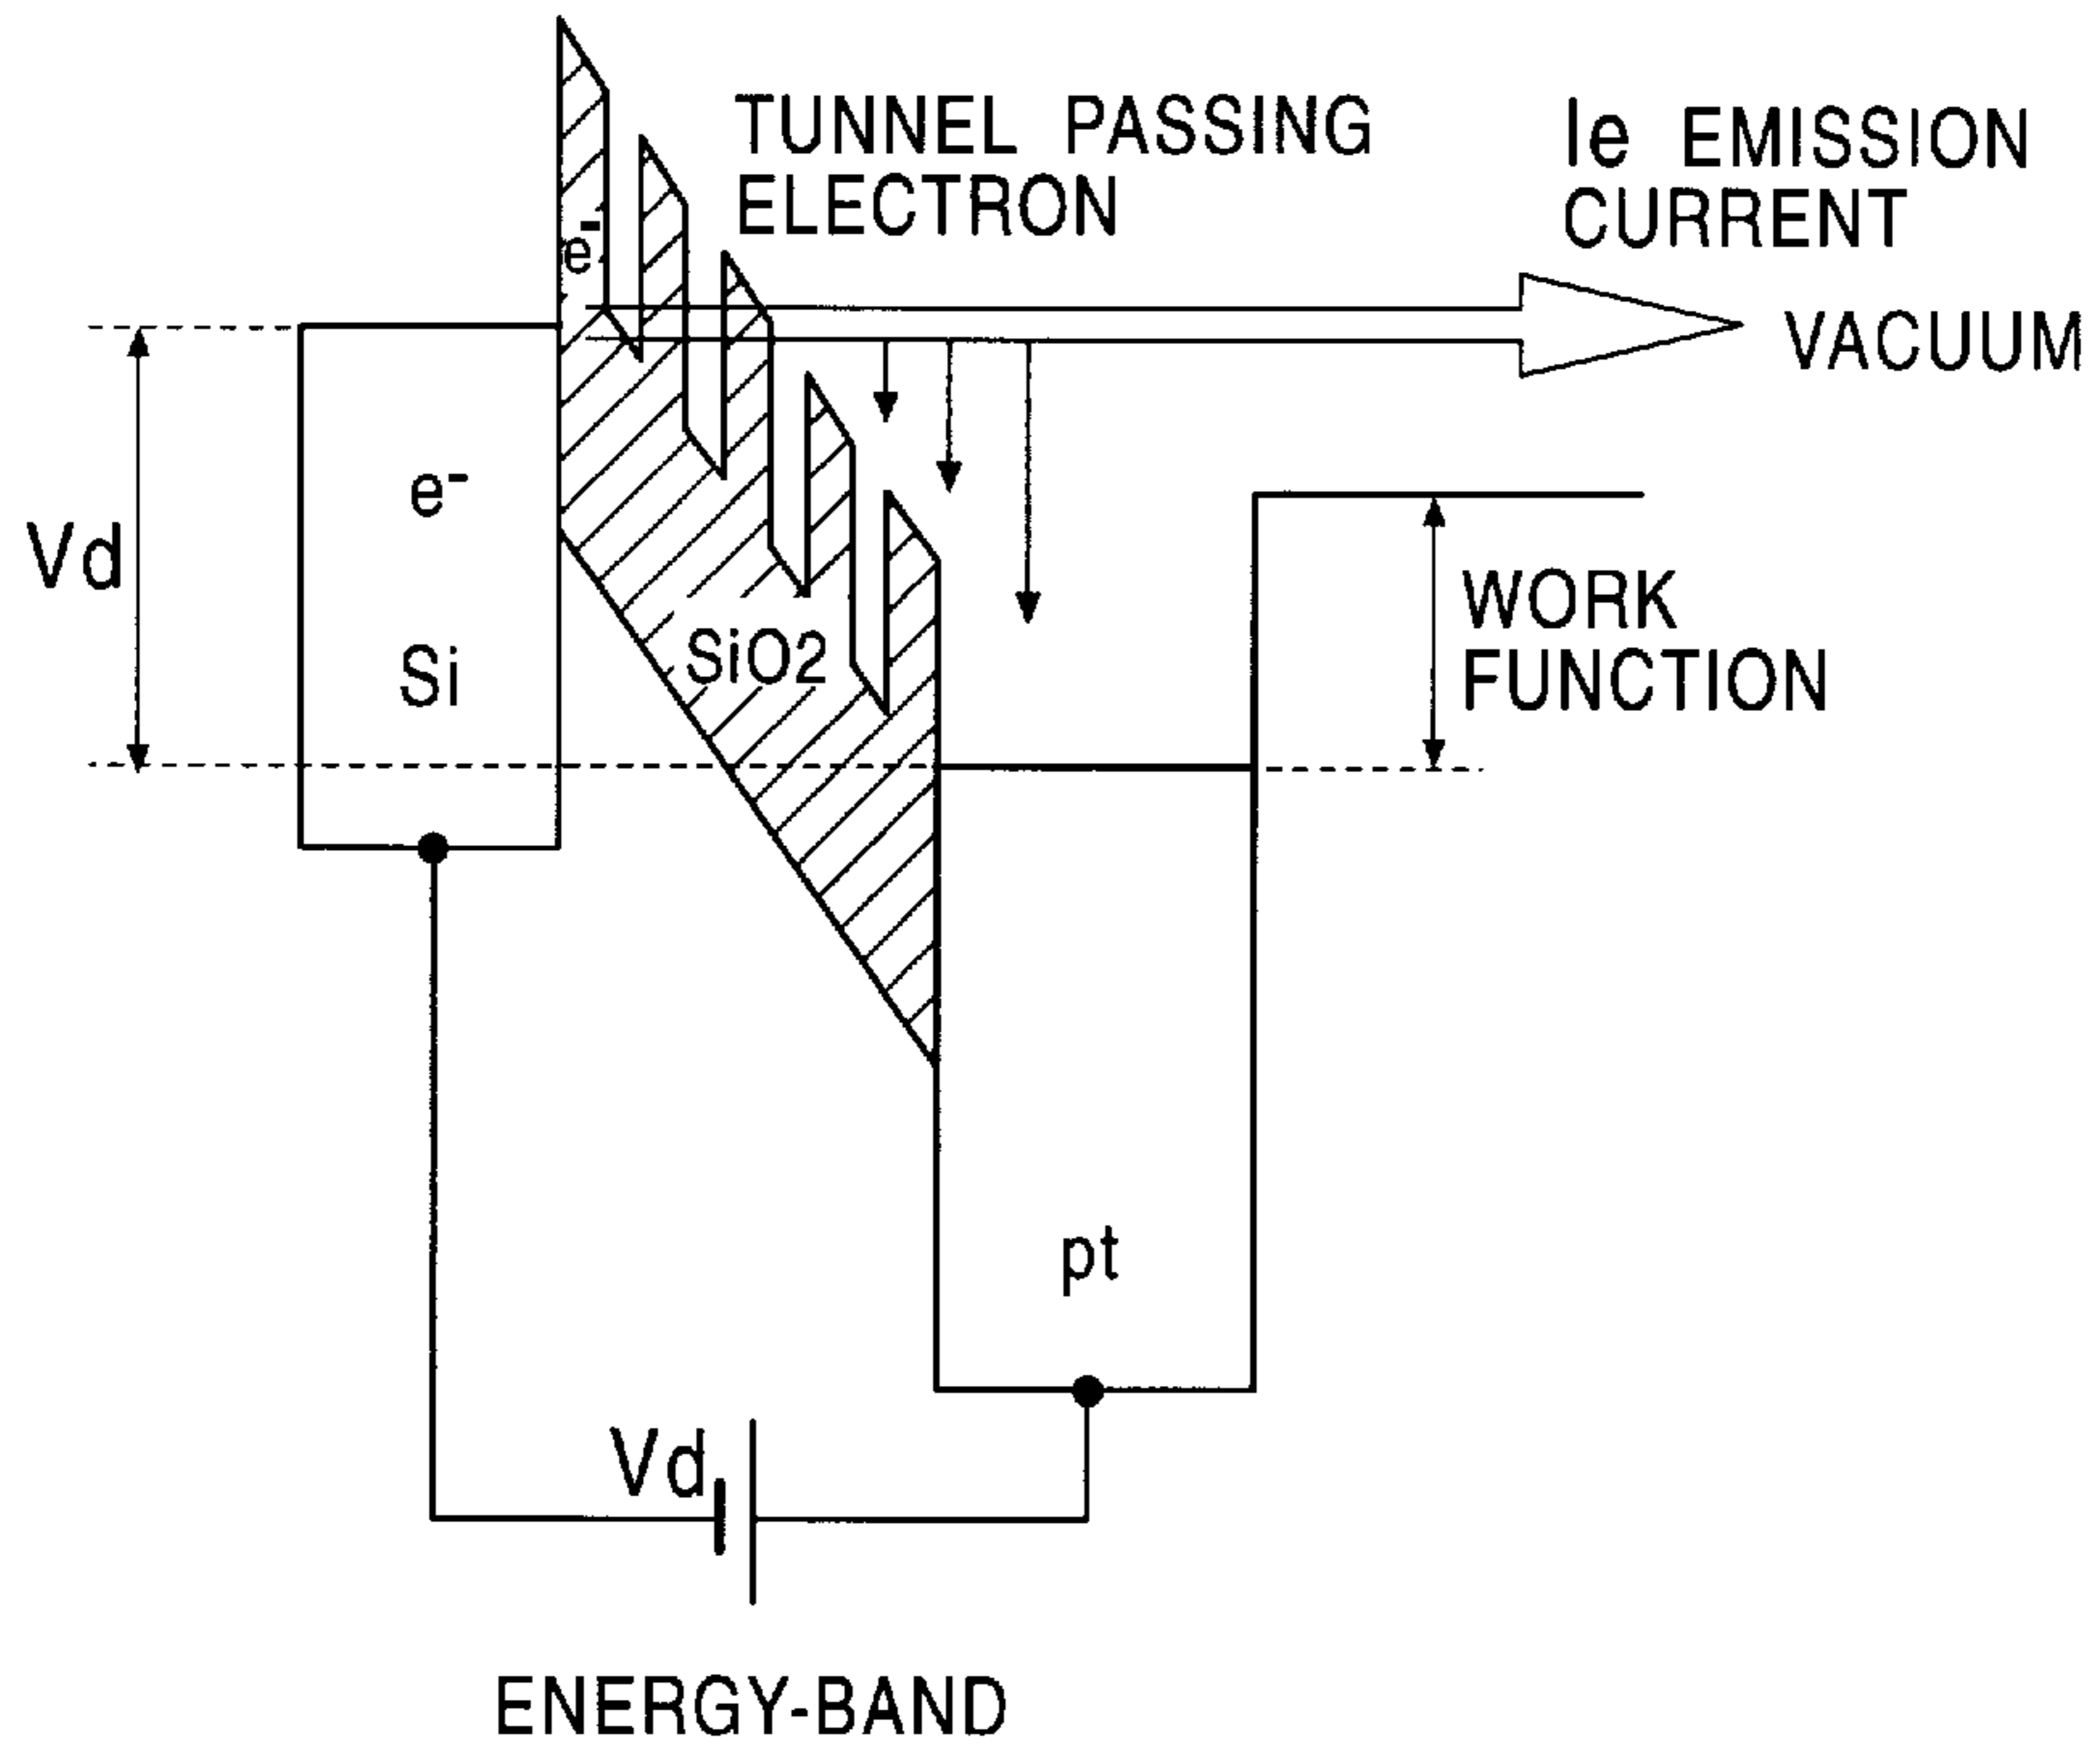 TUNNEL PASSING
ELECTRON
Ie EMISSION
CURRENT
VACUUM
e-
e-
Vd
Si
SiO2
WORK
FUNCTION
pt
Vd
ENERGY-BAND